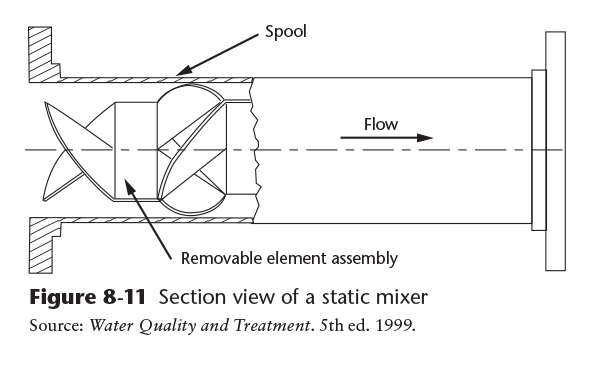 Spool
Flow
Removable element assembly
Figure 8-11 Section view of a static mixer
Source: Water Quality and Treatment. 5th ed. 1999.